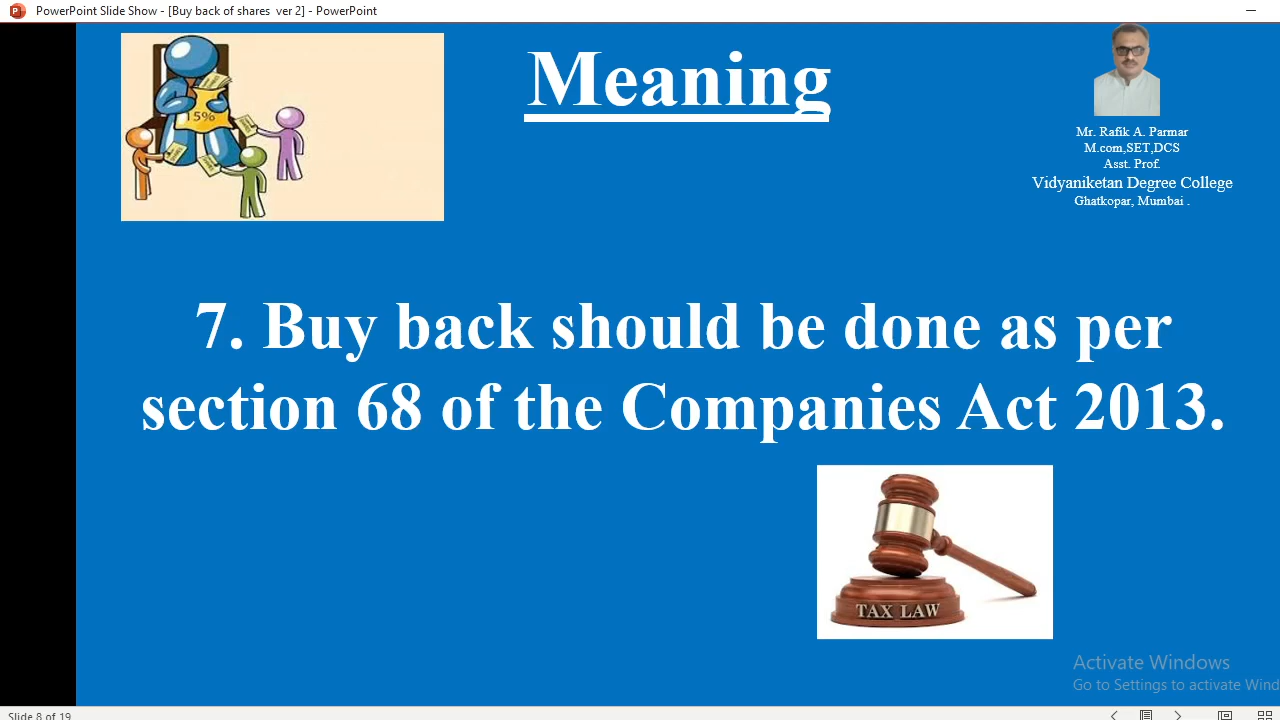 PowerPoint Slide Show - [Buy back of shares ver 2] - PowerPoint
15%
Meaning
Mr. Rafik A. Parmar
M.com,SET,DCS
Asst. Prof.
Vidyaniketan Degree College
Ghatkopar, Mumbai .
7. Buy back should be done as per
section 68 of the Companies Act 2013.
TAX LAW
Activate Windows
Go to Settings to activate Wind
Slide 8 of 19